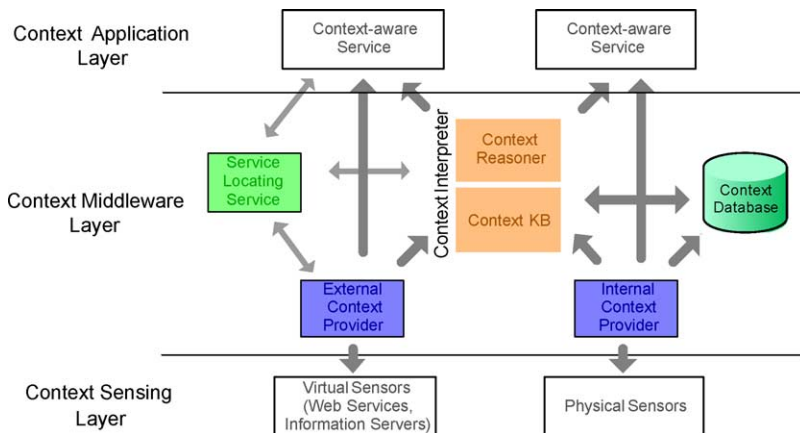 Context Application
Layer
Context-aware
Service
Context-aware
Service
Context Middleware
Layer
Service
Locating
Service
Context Interpreter
Context
Reasoner
Context KB
Context
Database
External
Context
Provider
Internal
Context
Provider
Context Sensing
Layer
Virtual Sensors
(Web Services,
Information Servers)
Physical Sensors